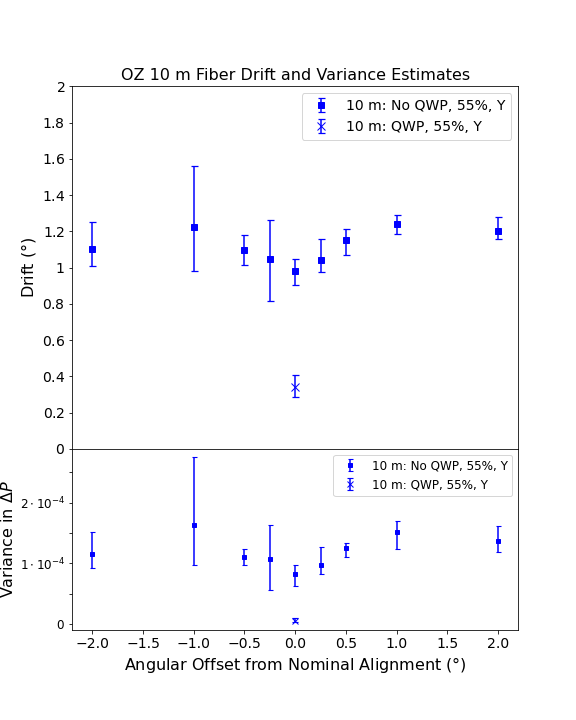 OZ 10 m Fiber Drift and Variance Estimates
2
1.8
1.6
1.4
1.2
1
0.8
0.6
0.4
0.2
0
Drift (°)
10 m: No QWP, 55%, Y
10 m: QWP, 55%, Y
2·10⁻⁴
1·10⁻⁴
0
Variance in ΔP
10 m: No QWP, 55%, Y
10 m: QWP, 55%, Y
−2.0 −1.5 −1.0 −0.5 0.0 0.5 1.0 1.5 2.0
Angular Offset from Nominal Alignment (°)